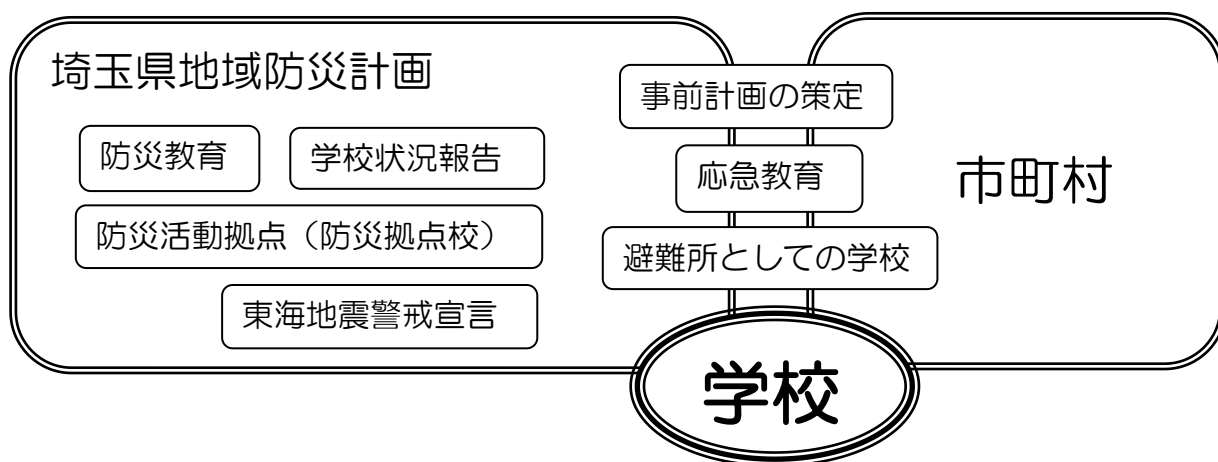 埼玉県地域防災計画
事前計画の策定
防災教育
学校状況報告
応急教育
市町村
防災活動拠点（防災拠点校）
避難所としての学校
東海地震警戒宣言
学校